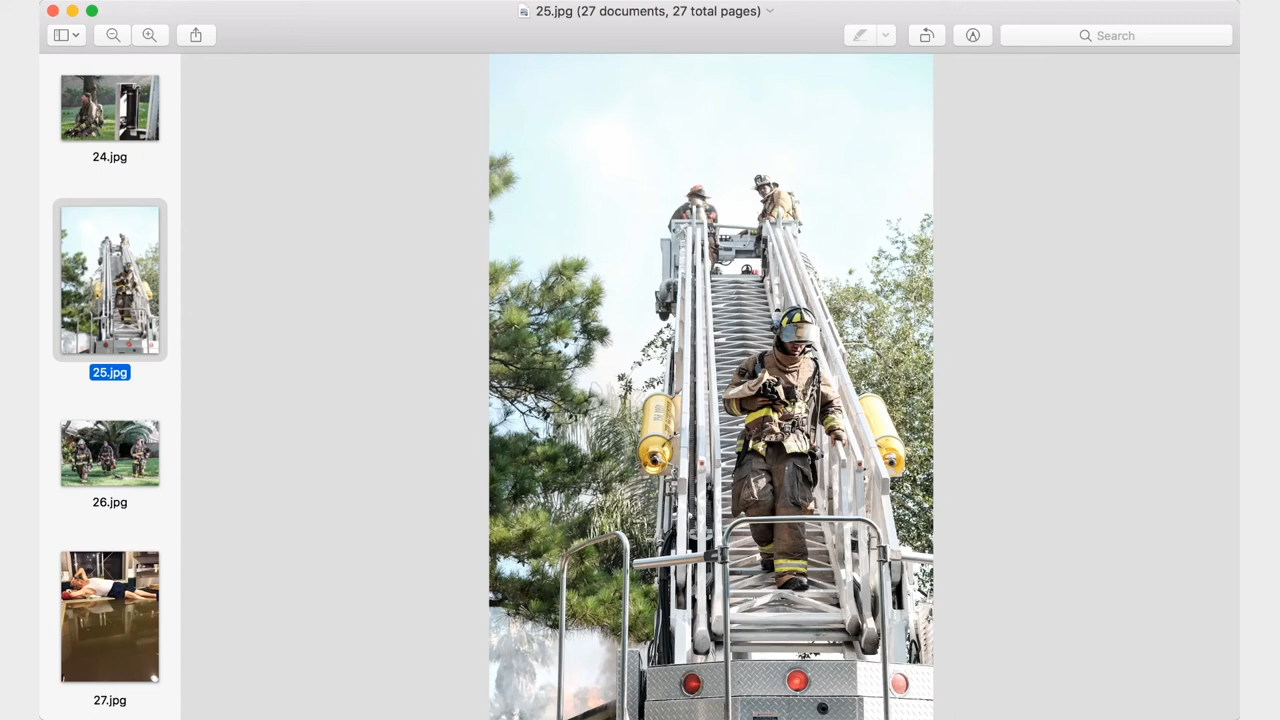 25.jpg (27 documents, 27 total pages)
Search
24.jpg
25.jpg
26.jpg
27.jpg